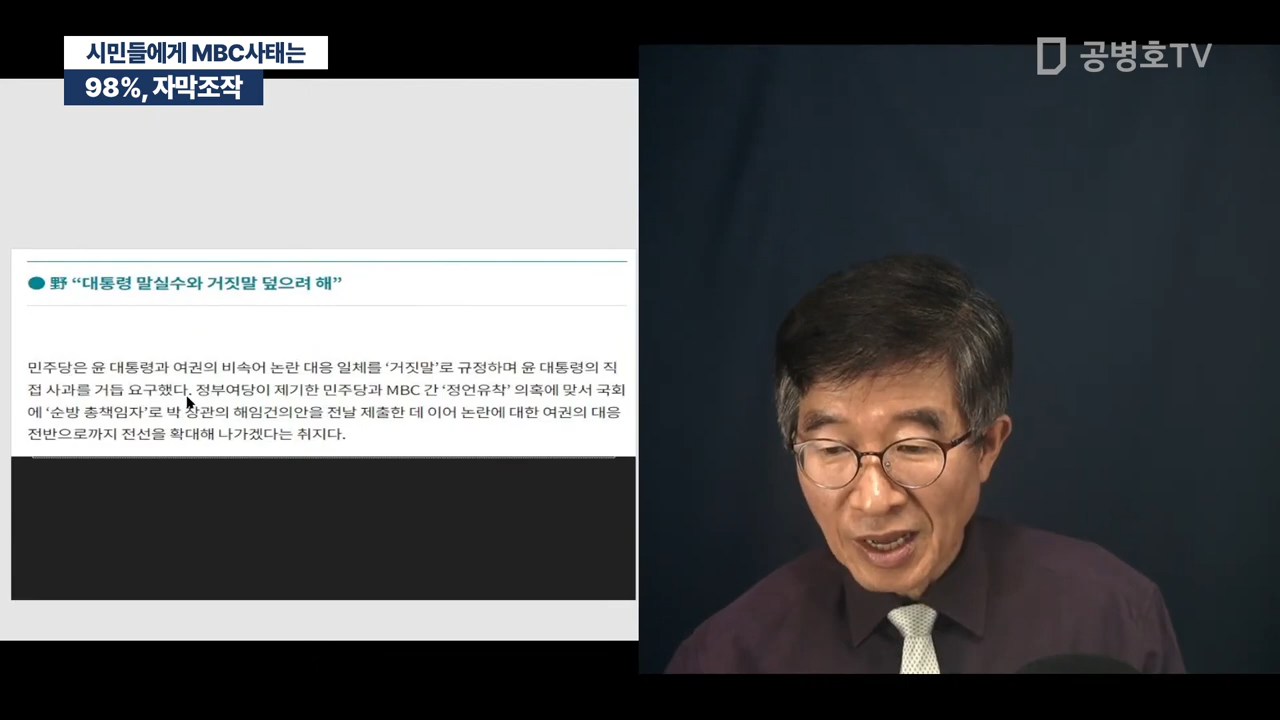 시민들에게 MBC사태는
98%, 자막조작
공병호TV
● 野 “대통령 말실수와 거짓말 덮으려 해”
민주당은 윤 대통령과 여권의 비속어 논란 대응 일체를 ‘거짓말’로 규정하며 윤 대통령의 직
접 사과를 거듭 요구했다. 정부여당이 제기한 민주당과 MBC 간 ‘정언유착’ 의혹에 맞서 국회
에 ‘순방 총책임자’로 박 장관의 해임건의안을 전날 제출한 데 이어 논란에 대한 여권의 대응
전반으로까지 전선을 확대해 나가겠다는 취지다.